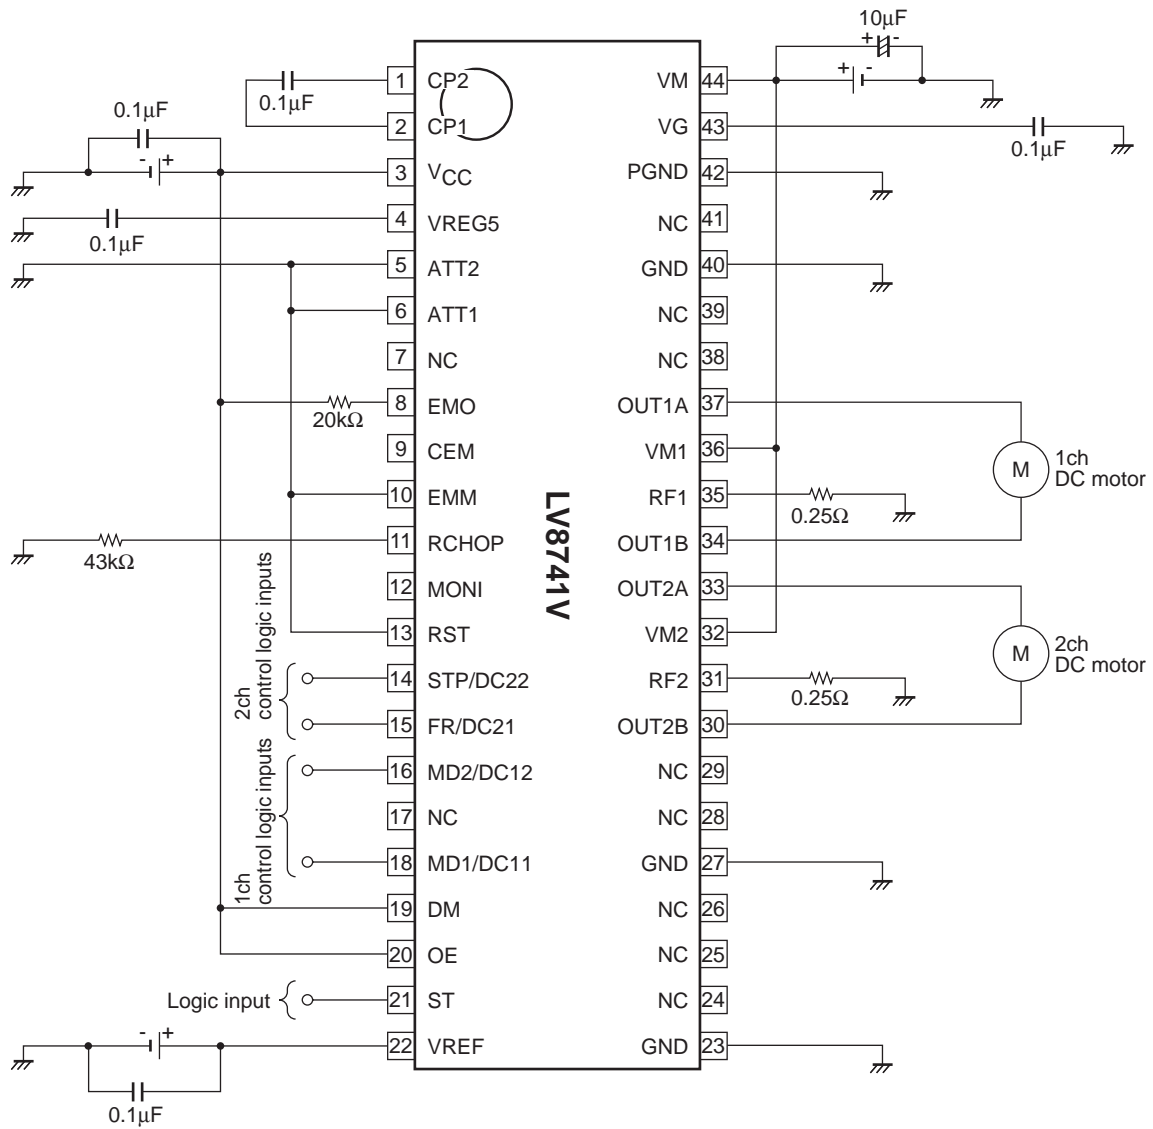 10μF
+ -
1 CP2
0.1μF
2 CP1
0.1μF
- +
3 VCC
4 VREG5
0.1μF
5 ATT2
6 ATT1
7 NC
8 EMO
20kΩ
9 CEM
10 EMM
11 RCHOP
43kΩ
12 MONI
13 RST
2ch
control logic inputs
14 STP/DC22
15 FR/DC21
1ch
control logic inputs
16 MD2/DC12
17 NC
18 MD1/DC11
19 DM
20 OE
Logic input
21 ST
- +
22 VREF
0.1μF
LV8741V
VM 44
+ -
VG 43
0.1μF
PGND 42
NC 41
GND 40
NC 39
NC 38
OUT1A 37
VM1 36
M
1ch
DC motor
RF1 35
0.25Ω
OUT1B 34
OUT2A 33
VM2 32
M
2ch
DC motor
RF2 31
0.25Ω
OUT2B 30
NC 29
NC 28
GND 27
NC 26
NC 25
NC 24
GND 23